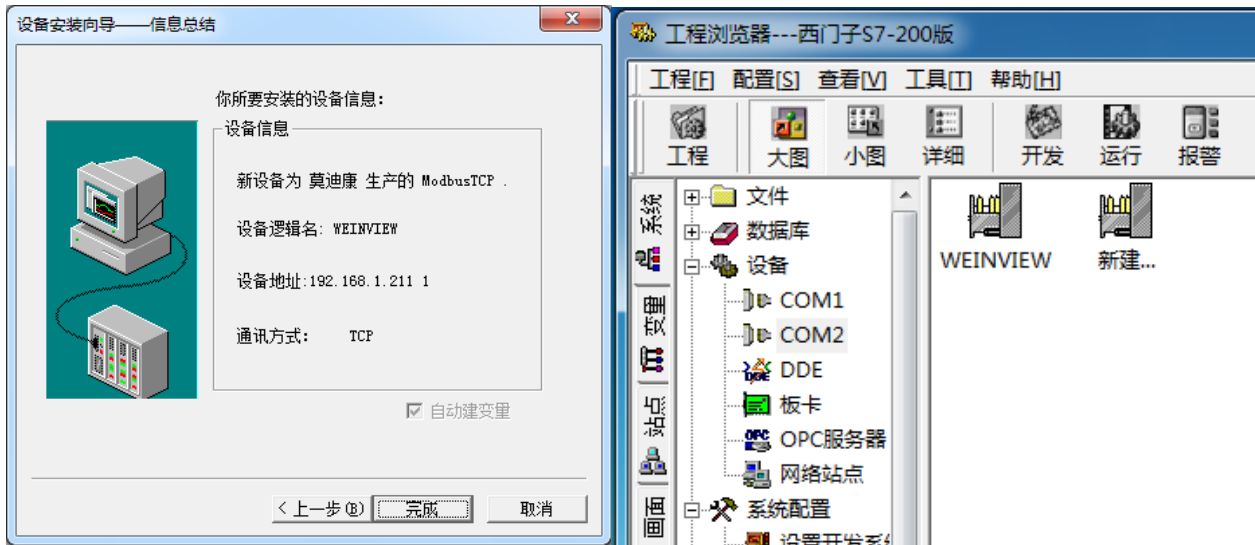 设备安装向导——信息总结
你所要安装的设备信息：
设备信息
新设备为 莫迪康 生产的 ModbusTCP .
设备逻辑名: WEINVIEW
设备地址:192.168.1.211 1
通讯方式： TCP
自动建变量
< 上一步(B)
完成
取消
工程浏览器---西门子S7-200版
工程[F] 配置[S] 查看[V] 工具[T] 帮助[H]
工程 大图 小图 详细 开发 运行 报警
系统
变量
站点
画面
文件
数据库
设备
COM1
COM2
DDE
板卡
OPC服务器
网络站点
系统配置
设置开发系
WEINVIEW 新建...